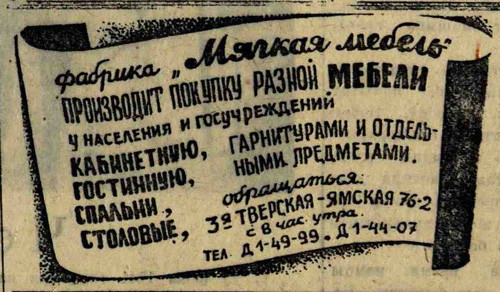 фабрика „Мягкая мебель“
ПРОИЗВОДИТ ПОКУПКУ РАЗНОЙ МЕБЕЛИ
У НАСЕЛЕНИЯ И ГОСУЧРЕЖДЕНИЙ
КАБИНЕТНУЮ,
ГОСТИННУЮ,
СПАЛЬНИ,
СТОЛОВЫЕ,
ГАРНИТУРАМИ И ОТДЕЛЬ-
НЫМИ ПРЕДМЕТАМИ.
обращаться:
3я ТВЕРСКАЯ-ЯМСКАЯ 76-2
с 8 час. утра.
ТЕЛ. Д 1-49-99. Д 1-44-07